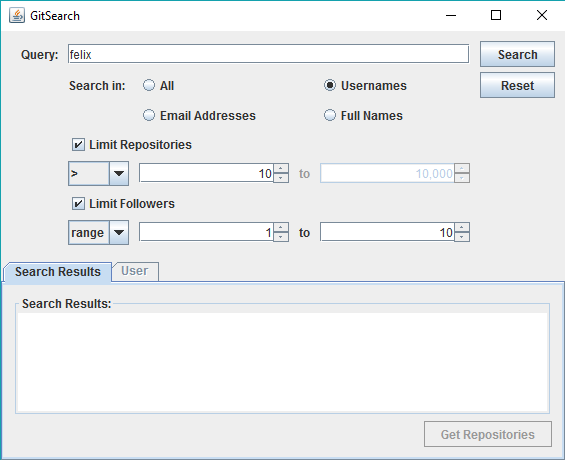 GitSearch
Query: felix Search
Search in: All Usernames Reset
Email Addresses Full Names
Limit Repositories
> 10 to 10,000
Limit Followers
range 1 to 10
Search Results User
Search Results:
Get Repositories